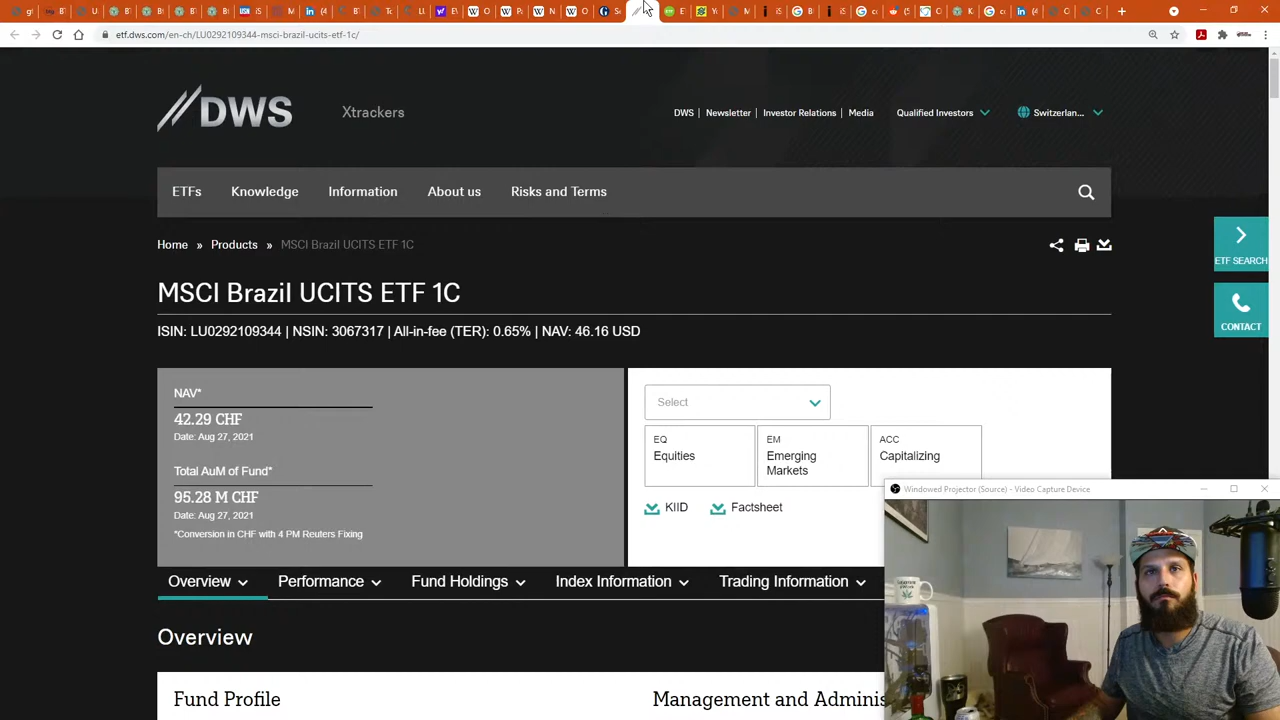 etf.dws.com/en-ch/LU0292109344-msci-brazil-ucits-etf-1c/
DWS
Xtrackers
DWS | Newsletter | Investor Relations | Media
Qualified Investors
Switzerlan...
ETFs Knowledge Information About us Risks and Terms
Home » Products » MSCI Brazil UCITS ETF 1C
ETF SEARCH
MSCI Brazil UCITS ETF 1C
CONTACT
ISIN: LU0292109344 | NSIN: 3067317 | All-in-fee (TER): 0.65% | NAV: 46.16 USD
NAV*
42.29 CHF
Date: Aug 27, 2021
Total AuM of Fund*
95.28 M CHF
Date: Aug 27, 2021
*Conversion in CHF with 4 PM Reuters Fixing
Select
EQ
Equities
EM
Emerging
Markets
ACC
Capitalizing
KIID
Factsheet
Windowed Projector (Source) - Video Capture Device
Overview Performance Fund Holdings Index Information Trading Information
Overview
Fund Profile
Management and Adminis